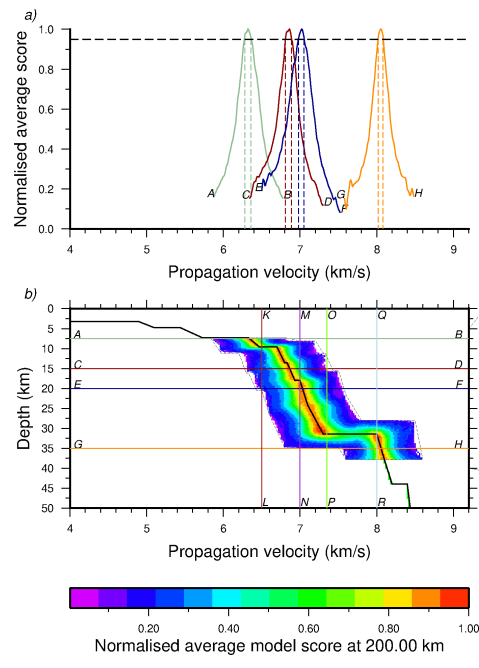 a)
Normalised average score
1.0
0.8
0.6
0.4
0.2
0.0
A C E B D F G H
4 5 6 7 8 9
Propagation velocity (km/s)
b)
Depth (km)
0
5
10
15
20
25
30
35
40
45
50
K M O Q
A B
C D
E F
G H
L N P R
4 5 6 7 8 9
Propagation velocity (km/s)
0.20 0.40 0.60 0.80 1.00
Normalised average model score at 200.00 km